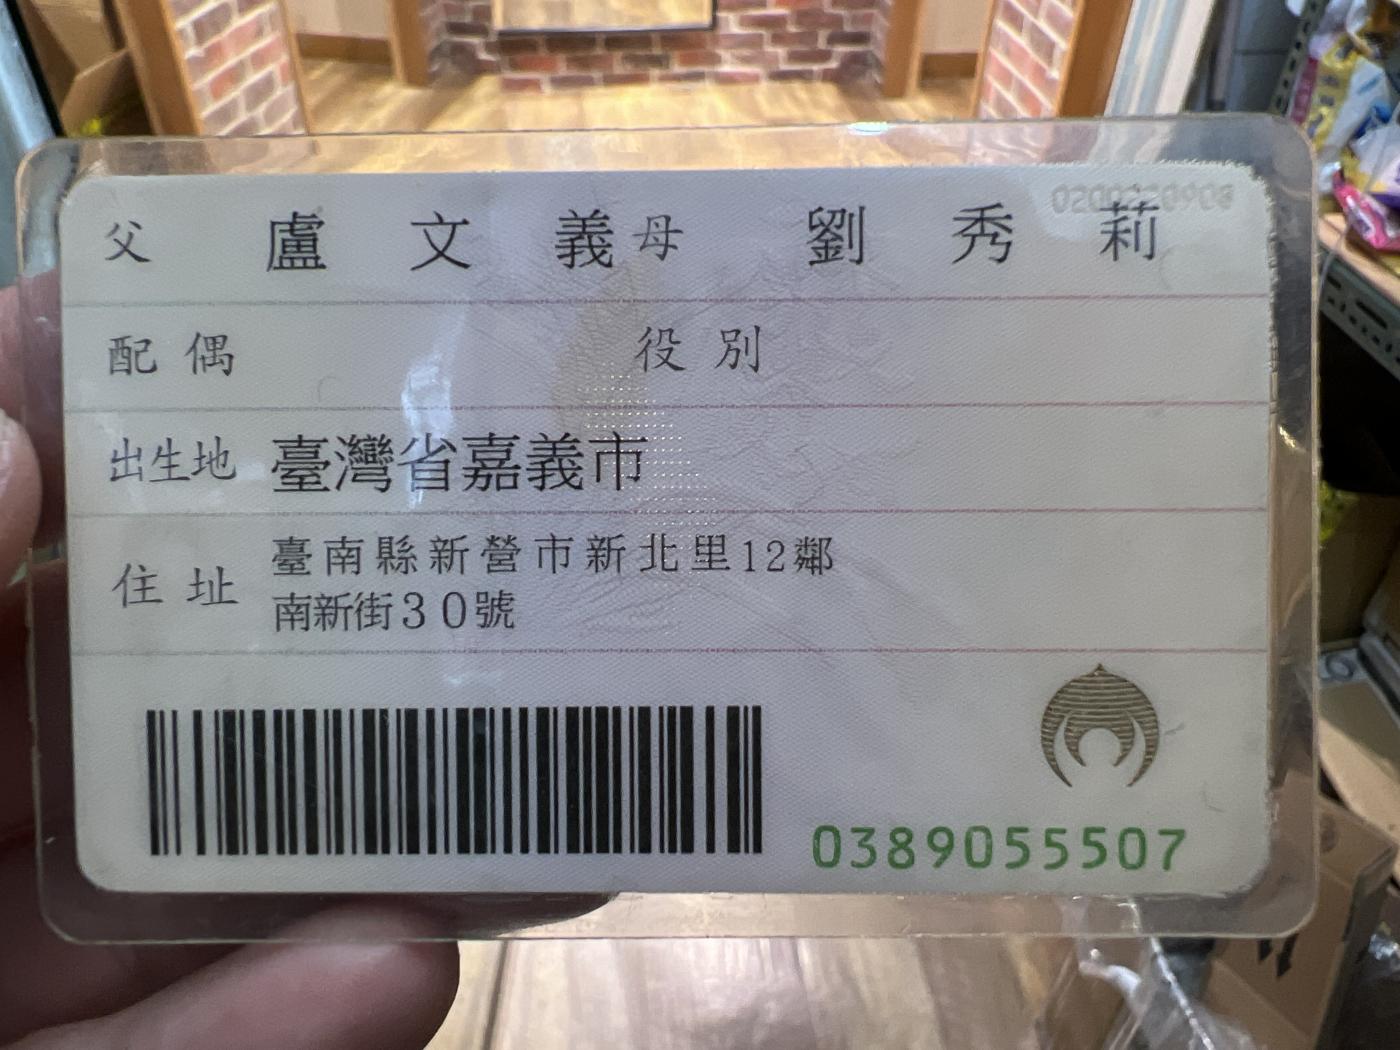 父 盧文義 母 劉秀莉
配偶 役別
出生地 臺灣省嘉義市
住址 臺南縣新營市新北里12鄰
南新街30號
0389055507